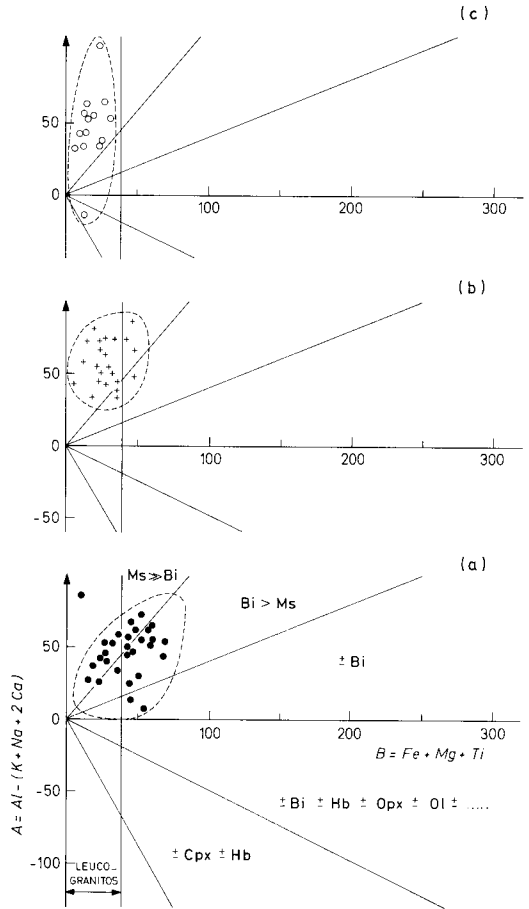 (c)
50
0
100
200
300
(b)
50
0
100
200
300
-50
(a)
Ms≫Bi
Bi > Ms
50
± Bi
0
100
200
300
B = Fe + Mg + Ti
A = Al - (K + Na + 2 Ca)
-50
± Bi ± Hb ± Opx ± Ol ± .....
± Cpx ± Hb
-100
LEUCO-
GRANITOS